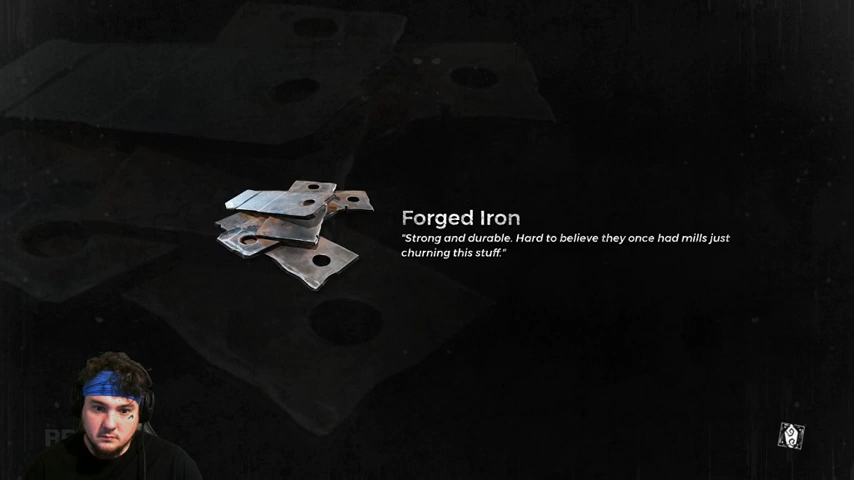 Forged Iron
"Strong and durable. Hard to believe they once had mills just
churning this stuff."